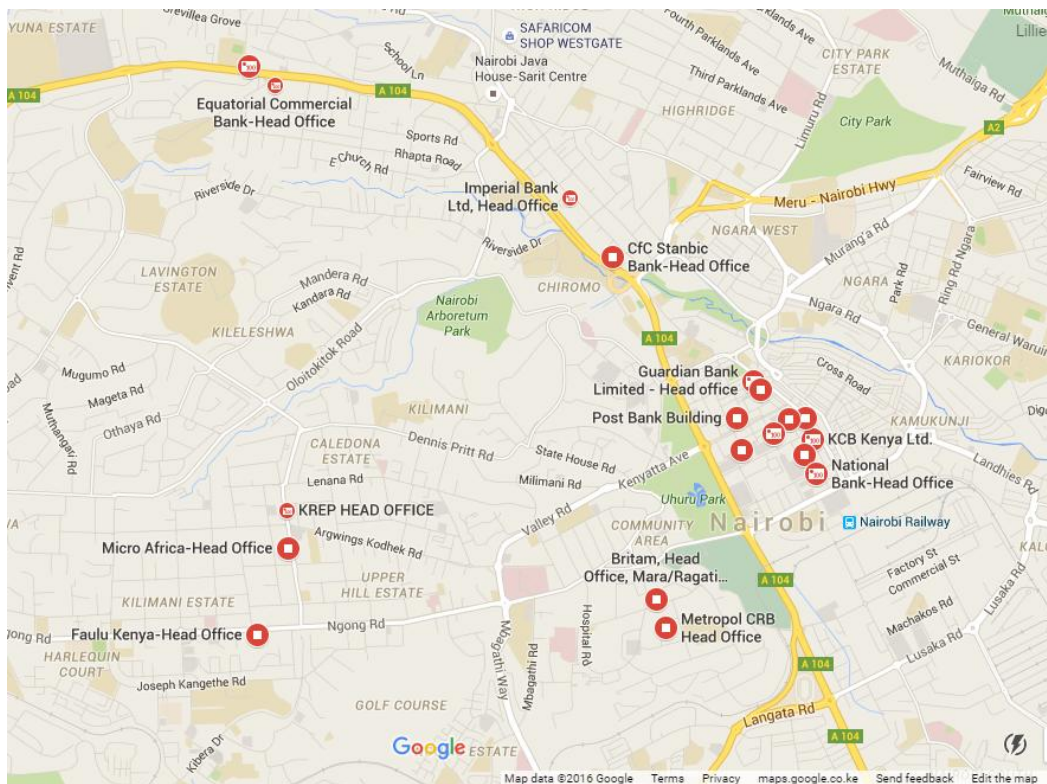 YUNA ESTATE
Grevillea Grove
School Ln
SAFARICOM
SHOP WESTGATE
Nairobi Java
House-Sarit Centre
Fourth Parklands Ave
Parklands Ave
Third Parklands Ave
HIGHRIDGE
CITY PARK
ESTATE
Muthaiga
Lillie
Muthaiga Rd
Limuru Rd
City Park
A2
A 104
Equatorial Commercial
Bank-Head Office
A 104
Sports Rd
Rhapta Road
Church Rd
Riverside Dr
Imperial Bank
Ltd, Head Office
Meru - Nairobi Hwy
Fairview Rd
NGARA WEST
Murang'a Rd
Riverside Dr
CfC Stanbic
Bank-Head Office
CHIROMO
LAVINGTON
ESTATE
Mandera Rd
Kandara Rd
KILELESHWA
Nairobi
Arboretum
Park
NGARA
Park Rd
Ring Rd Ngara
Ngara Rd
General Waruin
KARIOKOR
A 104
Oloitokitok Road
Mugumo Rd
Mageta Rd
Othaya Rd
Muthangari Rd
Guardian Bank
Limited - Head office
Cross Road
KILIMANI
Post Bank Building
KAMUKUNJI
KCB Kenya Ltd.
CALEDONA
ESTATE
Dennis Pritt Rd
State House Rd
Kenyatta Ave
Landhies Rd
National
Bank-Head Office
Lenana Rd
Milimani Rd
Uhuru Park
KREP HEAD OFFICE
Valley Rd
COMMUNITY
AREA
Nairobi
Nairobi Railway
Argwings Kodhek Rd
Micro Africa-Head Office
Britam, Head
Office, Mara/Ragati...
Factory St
Commercial St
UPPER
HILL ESTATE
A 104
KILIMANI ESTATE
Ngong Rd
Machakos Rd
Lusaka Rd
Faulu Kenya-Head Office
Metropol CRB
Head Office
Hospital Rd
Mbagathi Way
Mbagathi Rd
Lusaka Rd
HARLEQUIN
COURT
Joseph Kangethe Rd
A 104
GOLF COURSE
Langata Rd
Kibera Dr
Google
ESTATE
A 104
Map data ©2016 Google Terms Privacy maps.google.co.ke Send feedback Edit the map